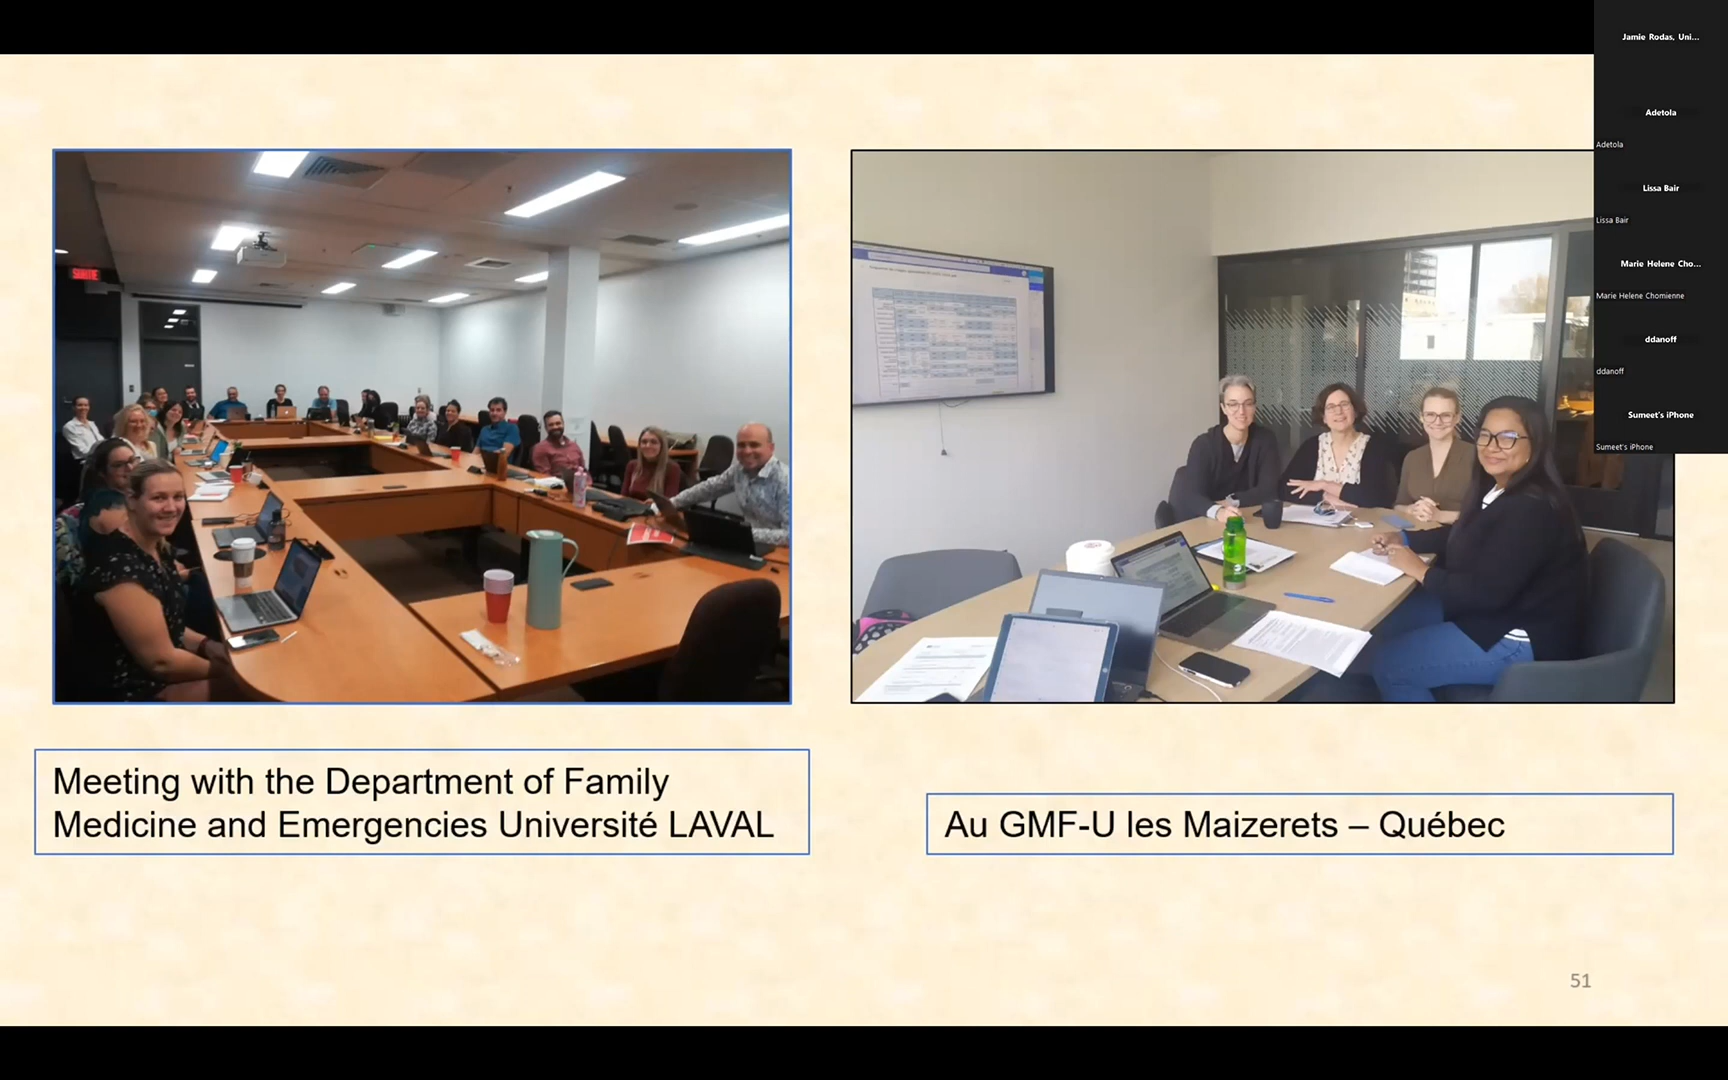 Jamie Rodas, Uni...
Adetola
Adetola
Lissa Bair
Lissa Bair
Marie Helene Cho...
Marie Helene Chomienne
ddanoff
ddanoff
Sumeet's iPhone
Sumeet's iPhone
SORTIE
Meeting with the Department of Family
Medicine and Emergencies Université LAVAL
Au GMF-U les Maizerets – Québec
51